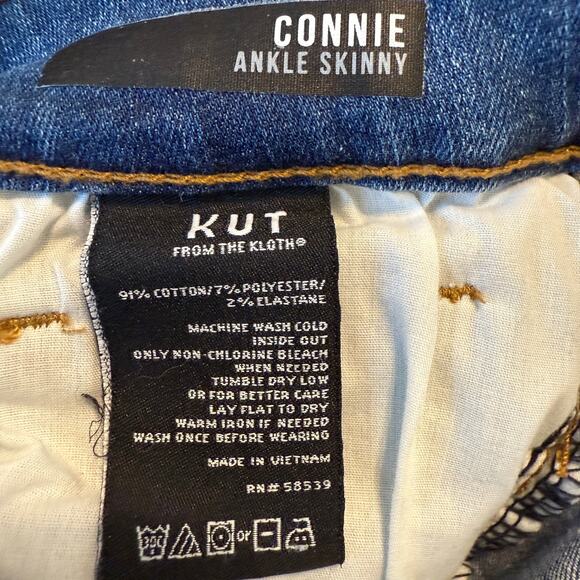 CONNIE
ANKLE SKINNY
KUT
FROM THE KLOTH®
91% COTTON/7% POLYESTER/
2% ELASTANE
MACHINE WASH COLD
INSIDE OUT
ONLY NON-CHLORINE BLEACH
WHEN NEEDED
TUMBLE DRY LOW
OR FOR BETTER CARE
LAY FLAT TO DRY
WARM IRON IF NEEDED
WASH ONCE BEFORE WEARING
MADE IN VIETNAM
RN# 58539
30C or